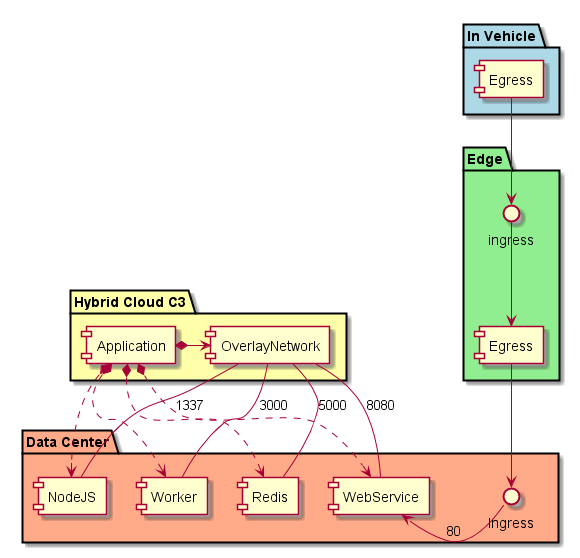 In Vehicle
Egress
Edge
ingress
Hybrid Cloud C3
Application
OverlayNetwork
Egress
1337
3000
5000
8080
Data Center
NodeJS
Worker
Redis
WebService
Ingress
80